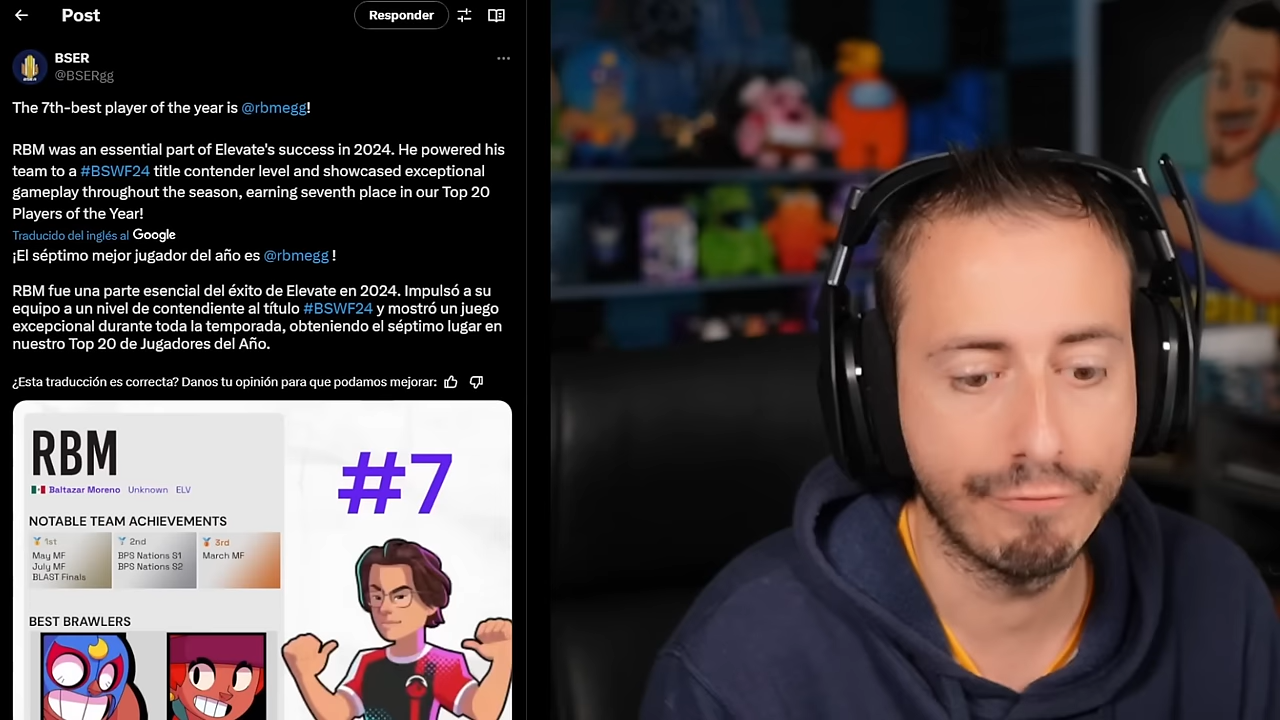 Post
Responder
BSER
@BSERgg
The 7th-best player of the year is @rbmegg!
RBM was an essential part of Elevate's success in 2024. He powered his
team to a #BSWF24 title contender level and showcased exceptional
gameplay throughout the season, earning seventh place in our Top 20
Players of the Year!
Traducido del inglés al Google
¡El séptimo mejor jugador del año es @rbmegg !
RBM fue una parte esencial del éxito de Elevate en 2024. Impulsó a su
equipo a un nivel de contendiente al título #BSWF24 y mostró un juego
excepcional durante toda la temporada, obteniendo el séptimo lugar en
nuestro Top 20 de Jugadores del Año.
¿Esta traducción es correcta? Danos tu opinión para que podamos mejorar:
RBM
#7
Baltazar Moreno Unknown ELV
NOTABLE TEAM ACHIEVEMENTS
1st
May MF
July MF
BLAST Finals
2nd
BPS Nations S1
BPS Nations S2
3rd
March MF
BEST BRAWLERS